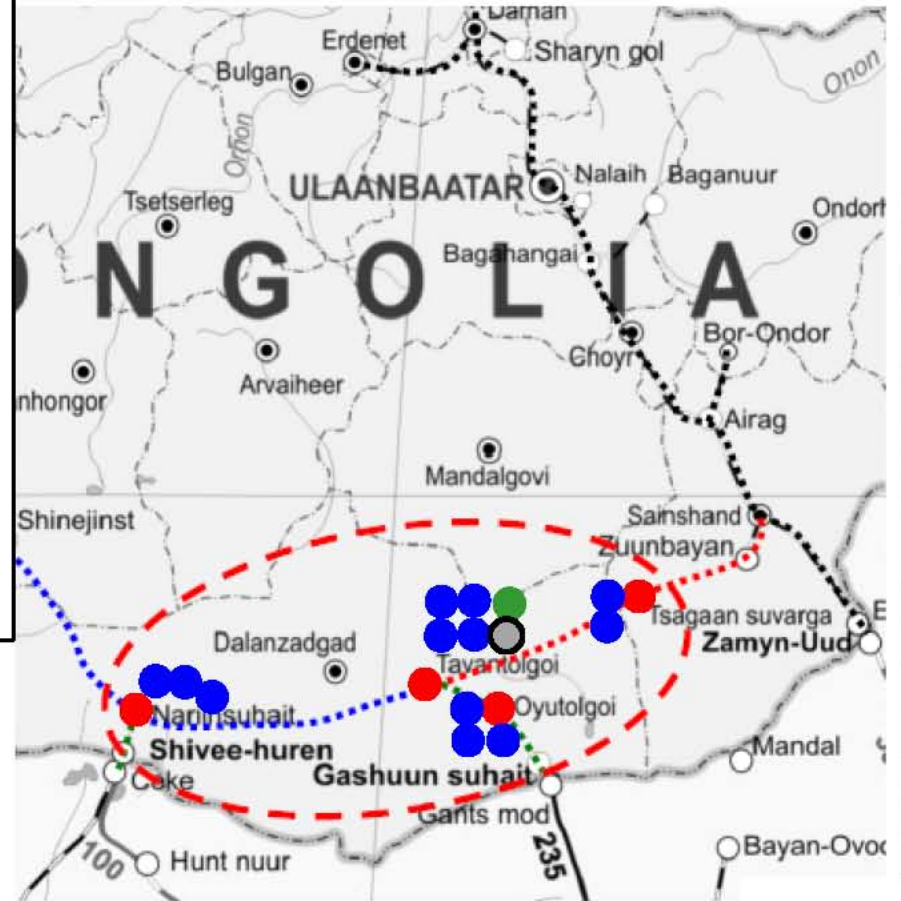 Darhan
Erdenet
Sharyn gol
Bulgan
Onon
Orhon
ULAANBAATAR
Nalaih
Baganuur
Tsetserleg
Ondorh
Bagahangai
ONGOLIA
Choyr
Bor-Ondor
Arvaiheer
nhongor
Airag
Mandalgovi
Shinejinst
Sainshand
Zuunbayan
Tsagaan suvarga
Zamyn-Uud
E
Dalanzadgad
Tavantolgoi
Nariinsuhait
Oyutolgoi
Shivee-huren
Mandal
Gashuun suhait
Ceke
Gants mod
100
Hunt nuur
235
Bayan-Ovoo